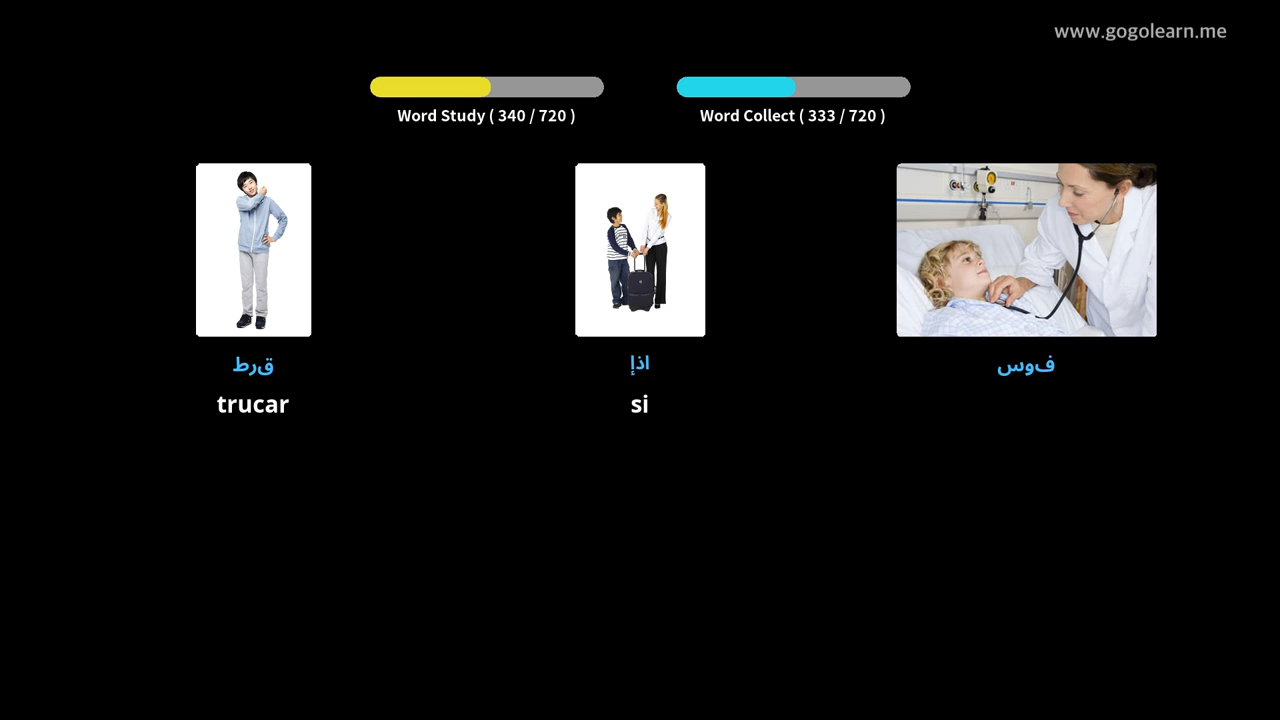 www.gogolearn.me
Word Study ( 340 / 720 )
Word Collect ( 333 / 720 )
قرط
trucar
اذإ
si
فوس